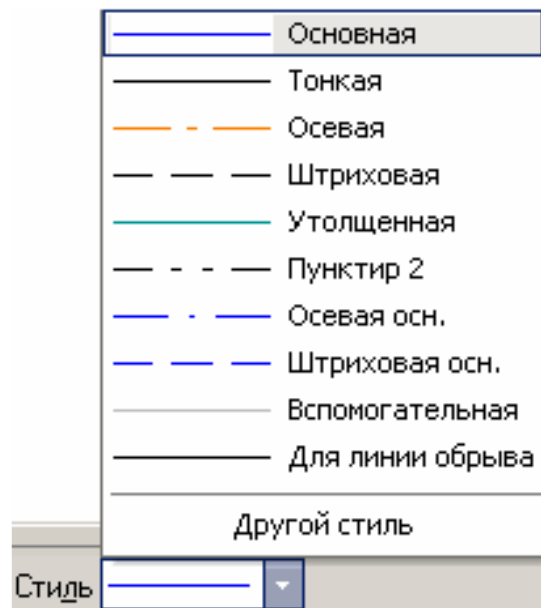 Основная
Тонкая
Осевая
Штриховая
Утолщенная
Пунктир 2
Осевая осн.
Штриховая осн.
Вспомогательная
Для линии обрыва
Другой стиль
Стиль